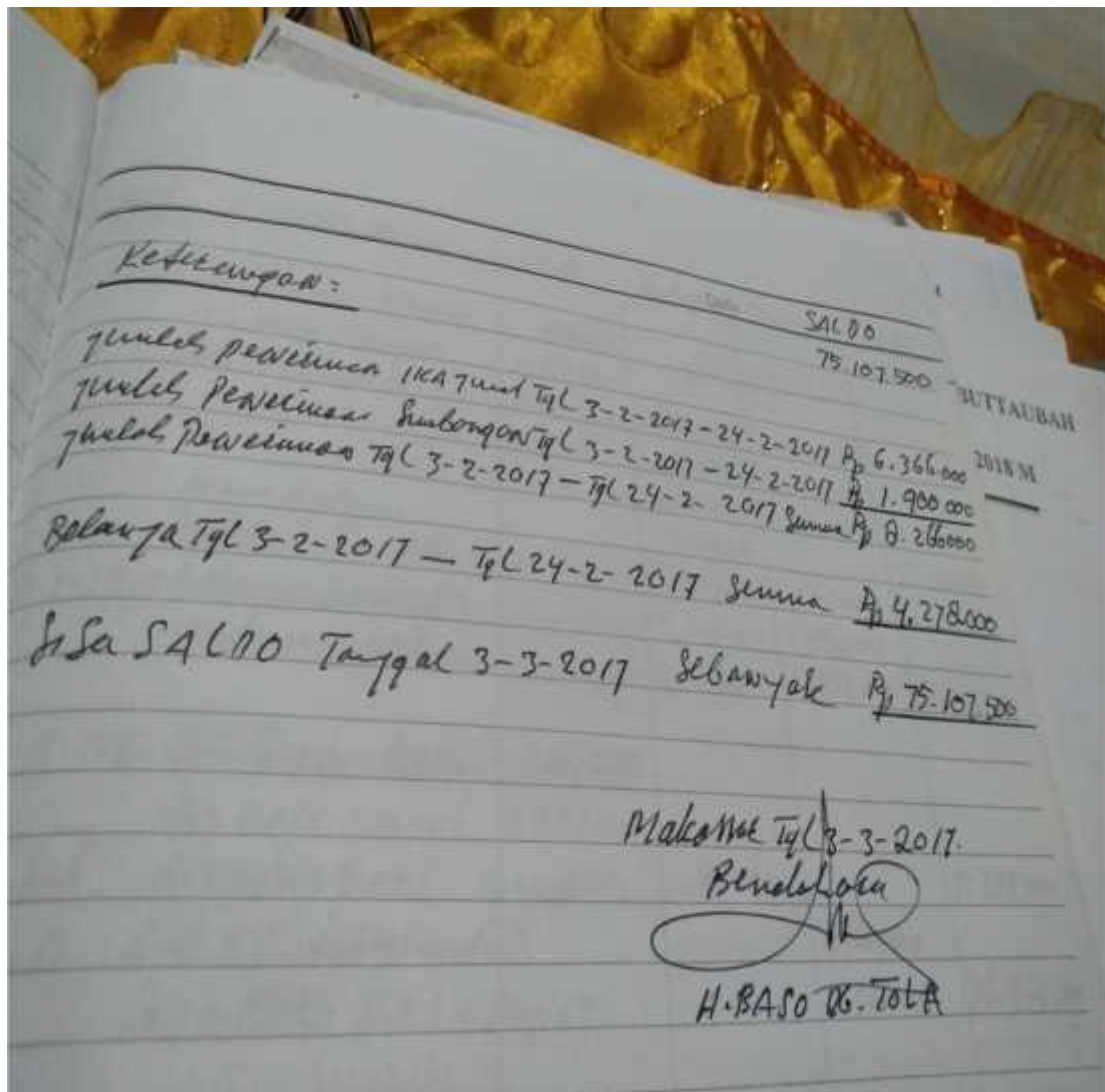 SALDO
75.107.500
Keterangan:
BUTTAUBAH
2018 M
Jumlah Penerimaan Tgl 3-2-2017 - 24-2-2017 Rp 6.366.000
Jumlah Penerimaan Sumbangan Tgl 3-2-2017 - 24-2-2017 Rp 1.900.000
Jumlah Penerimaan Tgl 3-2-2017 - Tgl 24-2-2017 Semua Rp 8.266000
Belanja Tgl 3-2-2017 - Tgl 24-2-2017 Semua Rp 4.278.000
Sisa SALDO Tanggal 3-3-2017 Sebanyak Rp 75.107.500
Makassar Tgl 3-3-2017.
Bendahara
H. BASO DG. TOLA